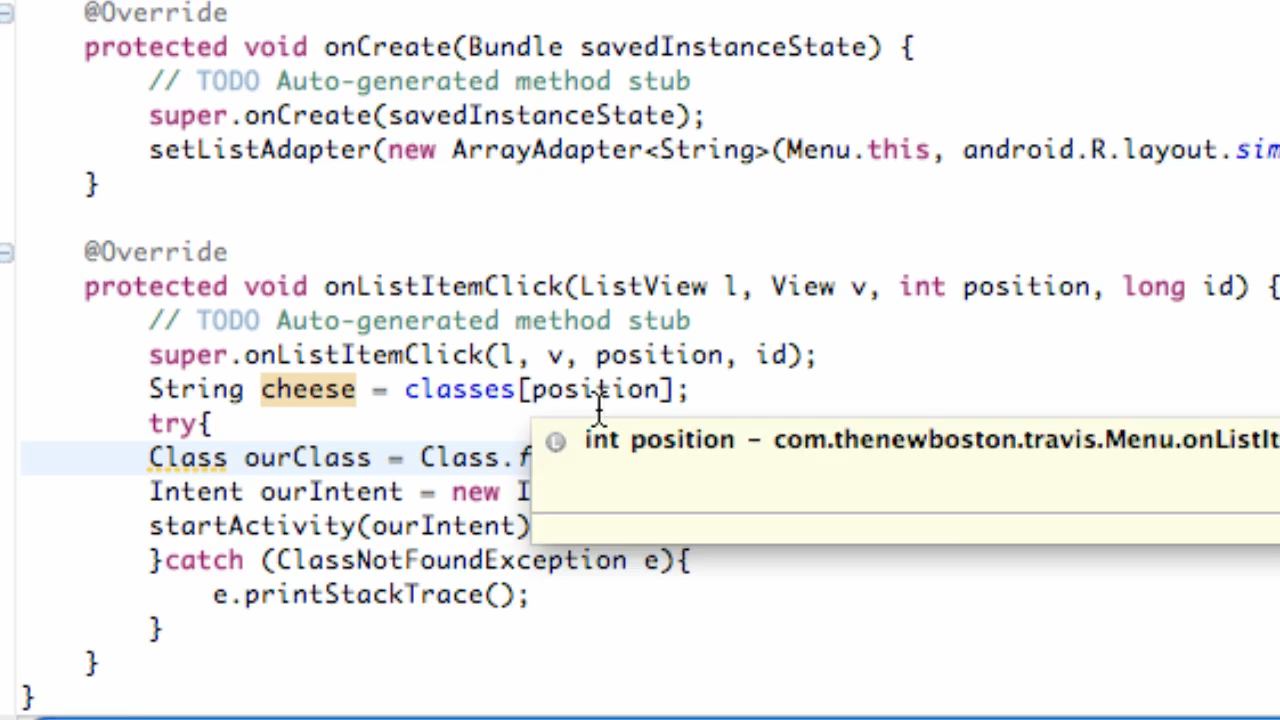 @Override
protected void onCreate(Bundle savedInstanceState) {
// TODO Auto-generated method stub
super.onCreate(savedInstanceState);
setListAdapter(new ArrayAdapter<String>(Menu.this, android.R.layout.sim
}
@Override
protected void onListItemClick(ListView l, View v, int position, long id) {
// TODO Auto-generated method stub
super.onListItemClick(l, v, position, id);
String cheese = classes[position];
try{
Class ourClass = Class.f
int position - com.thenewboston.travis.Menu.onListIt
Intent ourIntent = new I
startActivity(ourIntent)
}catch (ClassNotFoundException e){
e.printStackTrace();
}
}
}